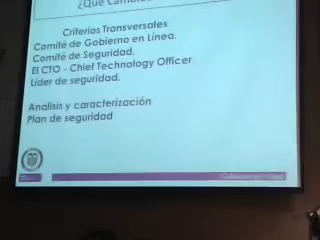 ¿Qué
Criterios Transversales
Comité de Gobierno en Línea.
Comité de Seguridad.
El CTO - Chief Technology Officer
Líder de seguridad.
Analisis y caracterización
Plan de seguridad